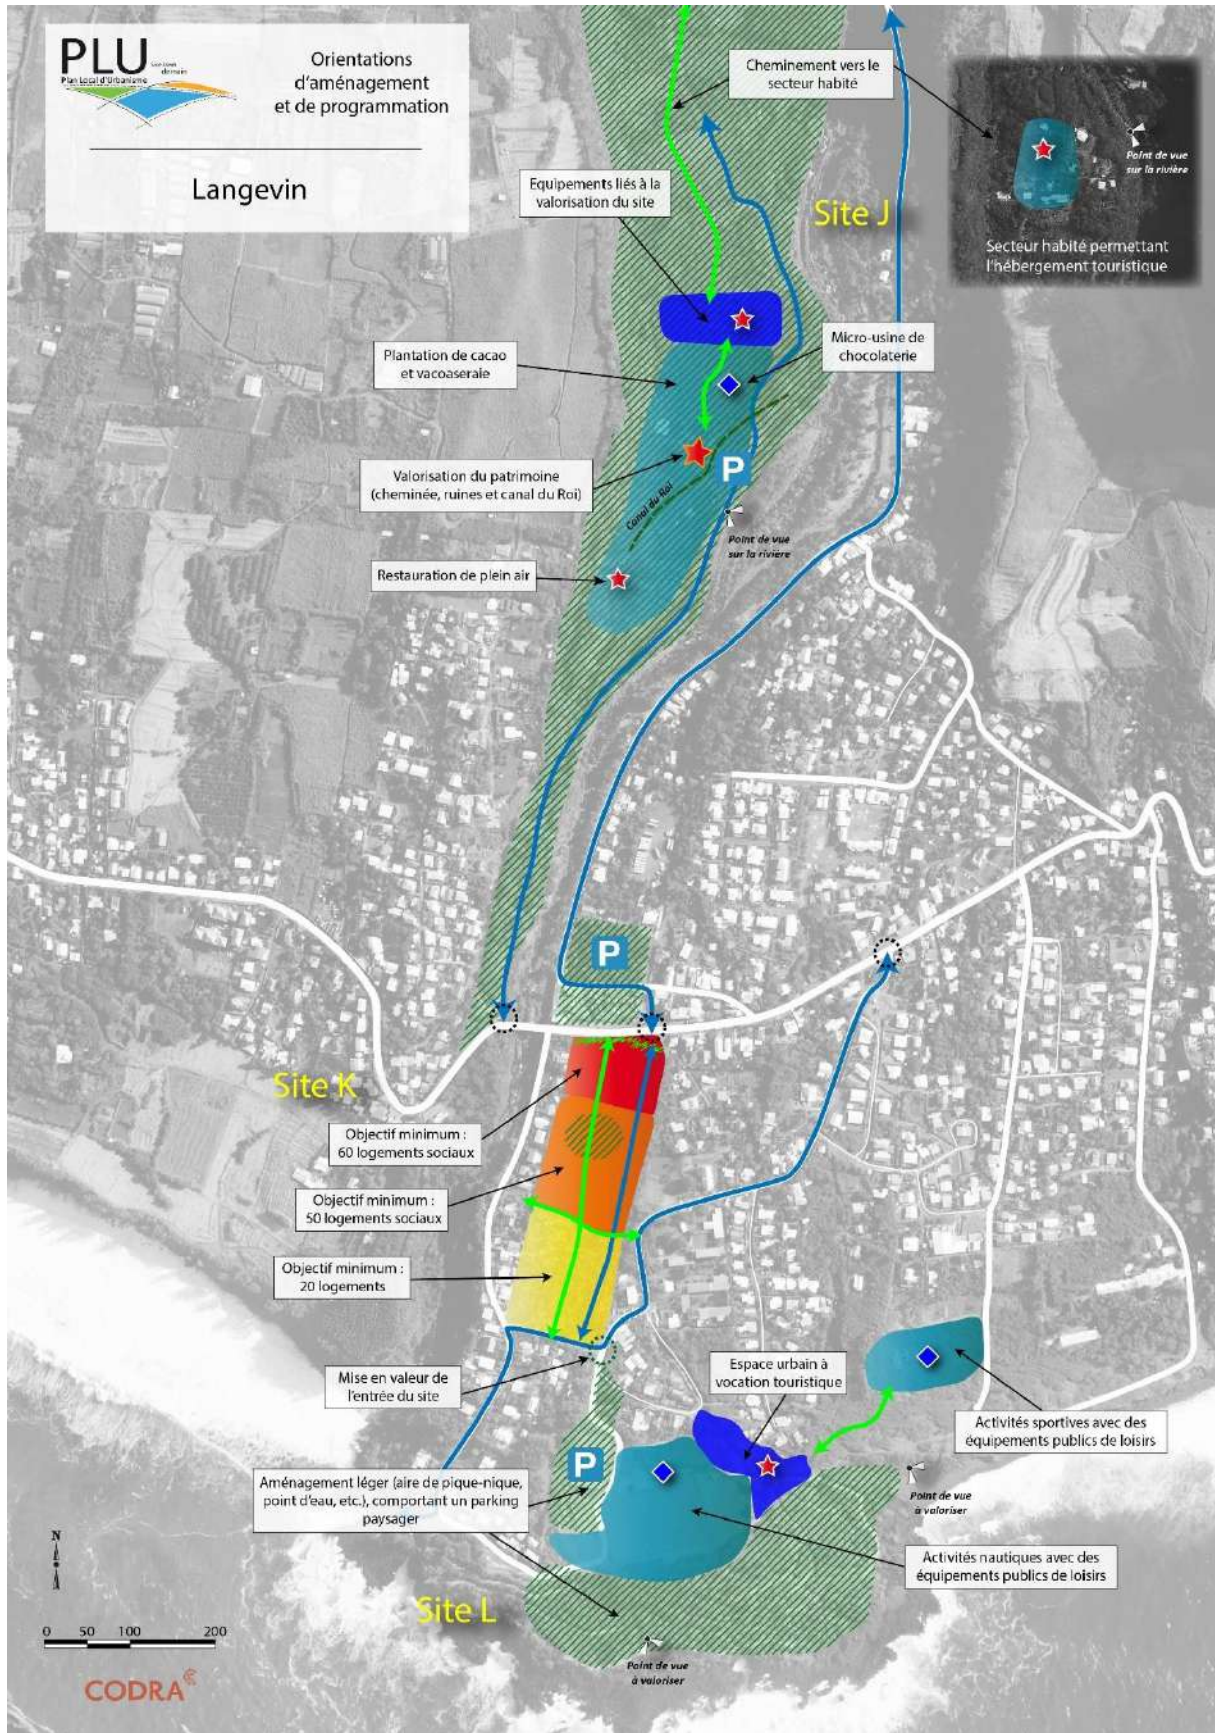 PLU
Plan Local d'Urbanisme
demain
Orientations
d'aménagement
et de programmation
Langevin
Cheminement vers le
secteur habité
Point de vue
sur la rivière
Secteur habité permettant
l'hébergement touristique
Equipements liés à la
valorisation du site
Site J
Plantation de cacao
et vacoaseraie
Micro-usine de
chocolaterie
Valorisation du patrimoine
(cheminée, ruines et canal du Roi)
P
Canal du Roi
Point de vue
sur la rivière
Restauration de plein air
P
Site K
Objectif minimum :
60 logements sociaux
Objectif minimum :
50 logements sociaux
Objectif minimum :
20 logements
Mise en valeur de
l'entrée du site
Espace urbain à
vocation touristique
Activités sportives avec des
équipements publics de loisirs
P
Aménagement léger (aire de pique-nique,
point d'eau, etc.), comportant un parking
paysager
Point de vue
à valoriser
Activités nautiques avec des
équipements publics de loisirs
Site L
N
0 50 100 200
Point de vue
à valoriser
CODRA